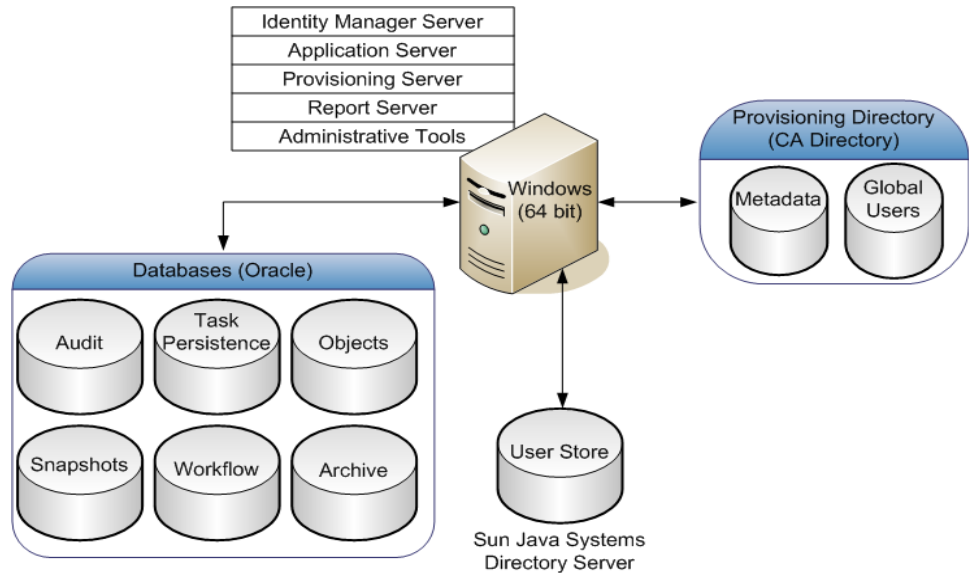 Identity Manager Server
Application Server
Provisioning Server
Report Server
Administrative Tools
Windows
(64 bit)
Provisioning Directory
(CA Directory)
Metadata
Global
Users
Databases (Oracle)
Audit
Task
Persistence
Objects
Snapshots
Workflow
Archive
User Store
Sun Java Systems
Directory Server